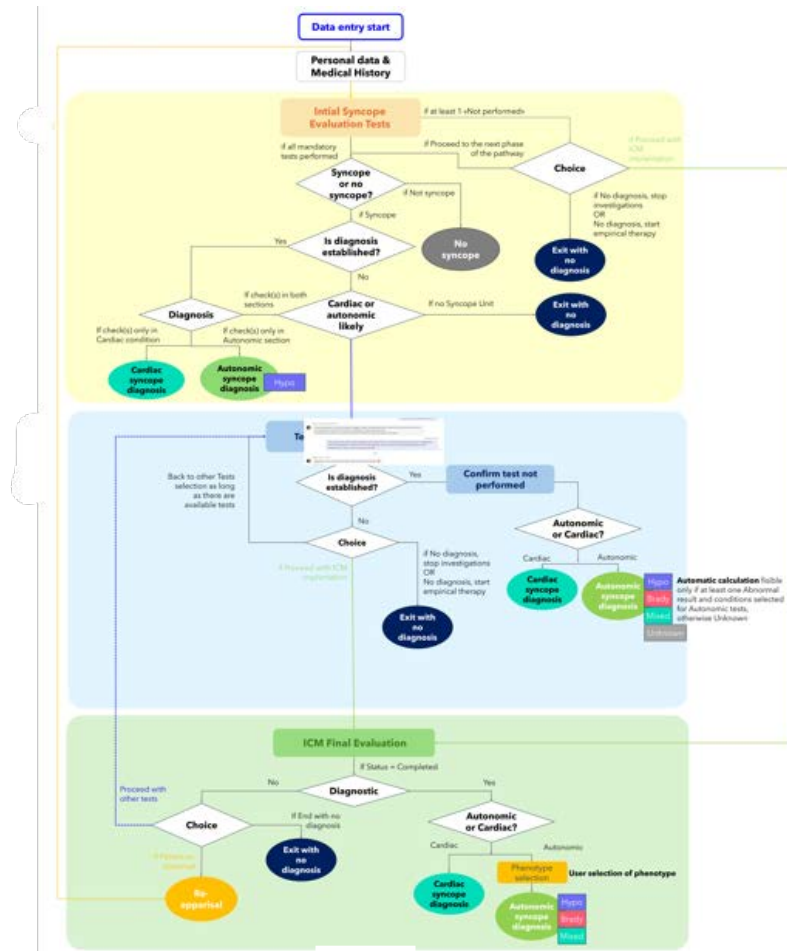 Data entry start
Personal data &
Medical History
Intial Syncope
Evaluation Tests
if at least 1 «Not performed»
if all mandatory
tests performed
if Proceed to the next phase
of the pathway
if Proceed with
ICM
implantation
Choice
Syncope
or no
syncope?
if Not syncope
if No diagnosis, stop
investigations
OR
No diagnosis, start
empirical therapy
if Syncope
Yes
Is diagnosis
established?
No
syncope
Exit with
no
diagnosis
No
Diagnosis
If check(s) in both
sections
Cardiac or
autonomic
likely
If no Syncope Unit
Exit with
no
diagnosis
If check(s) only in
Cardiac condition
If check(s) only in
Autonomic section
Cardiac
syncope
diagnosis
Autonomic
syncope
diagnosis
Hypo
Te
Back to other Tests
selection as long
as there are
available tests
Is diagnosis
established?
Yes
Confirm test not
performed
No
Choice
Autonomic
or Cardiac?
if Proceed with ICM
implantation
if No diagnosis,
stop investigations
OR
No diagnosis, start
empirical therapy
Cardiac
Autonomic
Cardiac
syncope
diagnosis
Autonomic
syncope
diagnosis
Hypo
Brady
Mixed
Unknown
Automatic calculation
only if at least one Abnormal
result and conditions selected
for Autonomic tests,
otherwise Unknown
Exit with
no
diagnosis
ICM Final Evaluation
if Status = Completed
No
Diagnostic
Yes
Proceed with
other tests
Choice
If End with no
diagnosis
Exit with
no
diagnosis
Autonomic
or Cardiac?
Cardiac
Autonomic
Re-
apprisal
Phenotype
selection
User selection of phenotype
Cardiac
syncope
diagnosis
Autonomic
syncope
diagnosis
Hypo
Brady
Mixed